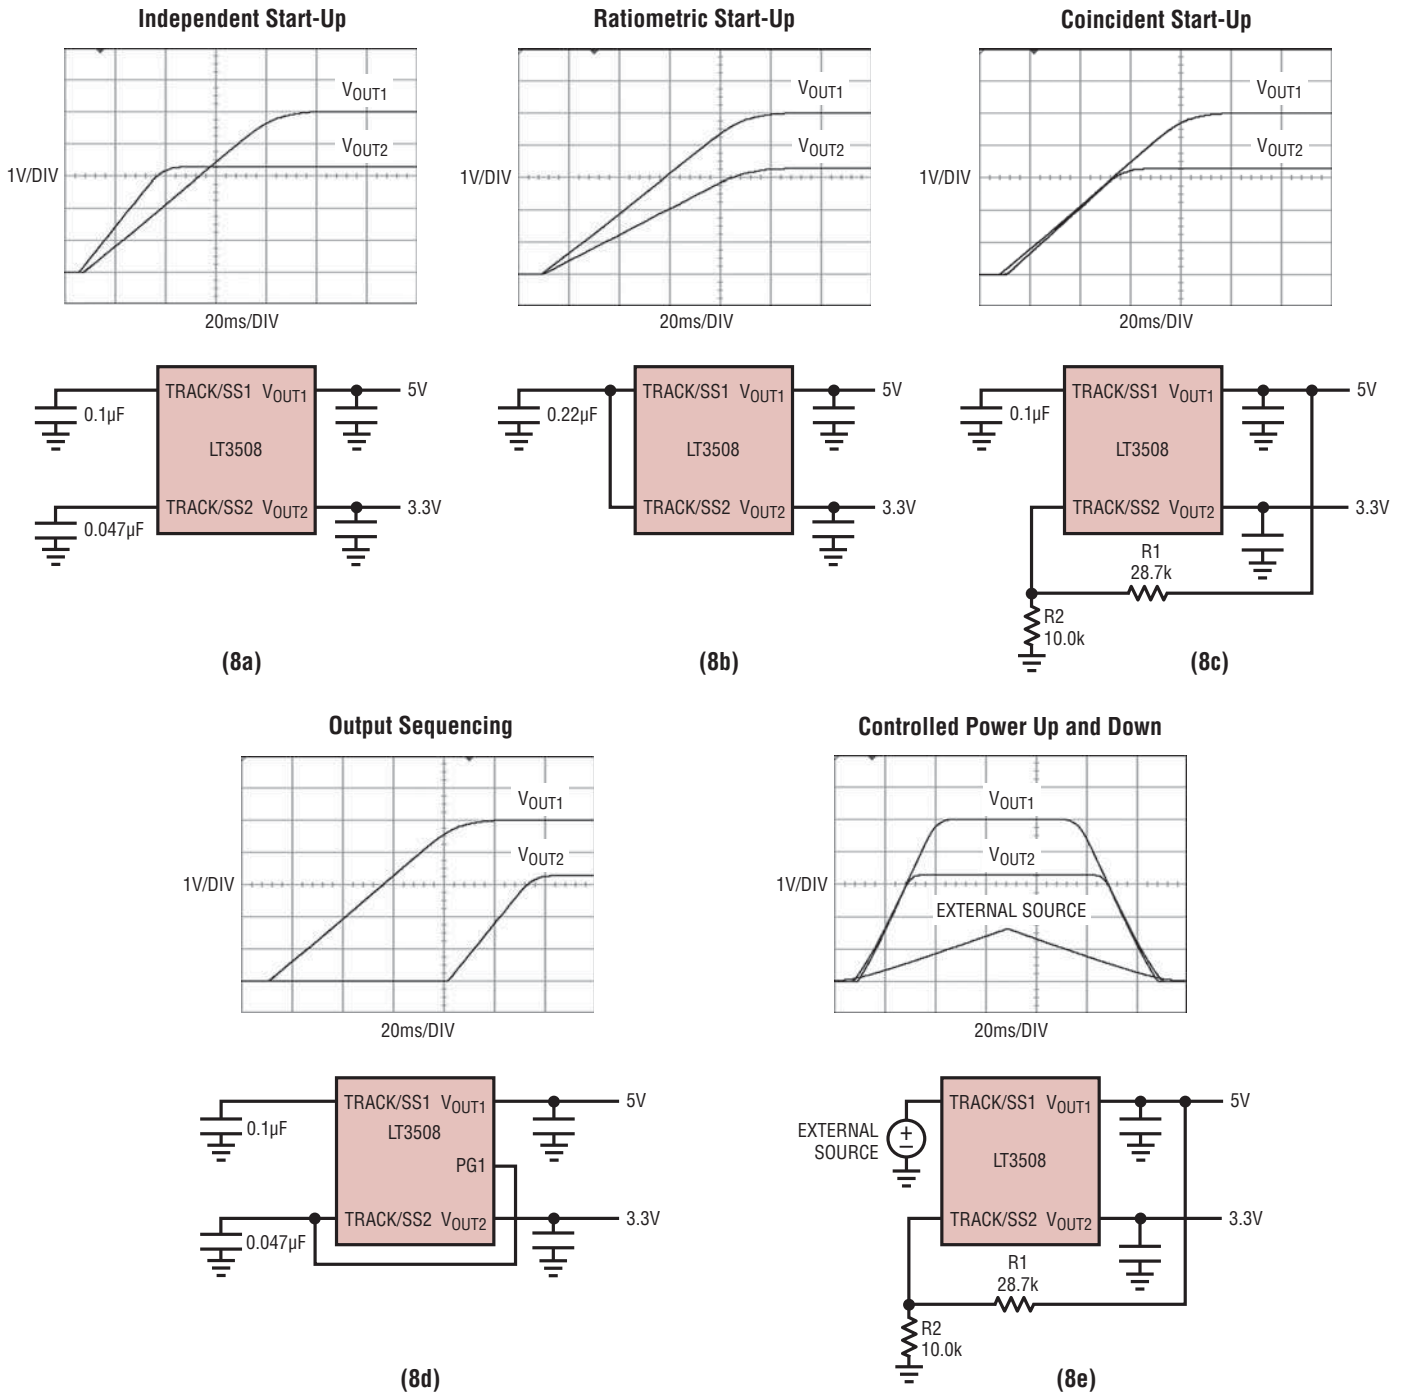 Independent Start-Up
VOUT1
VOUT2
1V/DIV
20ms/DIV
TRACK/SS1 VOUT1
5V
0.1µF
LT3508
TRACK/SS2 VOUT2
3.3V
0.047µF
(8a)
Ratiometric Start-Up
VOUT1
VOUT2
1V/DIV
20ms/DIV
TRACK/SS1 VOUT1
5V
0.22µF
LT3508
TRACK/SS2 VOUT2
3.3V
(8b)
Coincident Start-Up
VOUT1
VOUT2
1V/DIV
20ms/DIV
TRACK/SS1 VOUT1
5V
0.1µF
LT3508
TRACK/SS2 VOUT2
3.3V
R1
28.7k
R2
10.0k
(8c)
Output Sequencing
VOUT1
VOUT2
1V/DIV
20ms/DIV
TRACK/SS1 VOUT1
5V
0.1µF
LT3508
PG1
TRACK/SS2 VOUT2
3.3V
0.047µF
(8d)
Controlled Power Up and Down
VOUT1
VOUT2
1V/DIV
EXTERNAL SOURCE
20ms/DIV
TRACK/SS1 VOUT1
5V
EXTERNAL
SOURCE
+
–
LT3508
TRACK/SS2 VOUT2
3.3V
R1
28.7k
R2
10.0k
(8e)